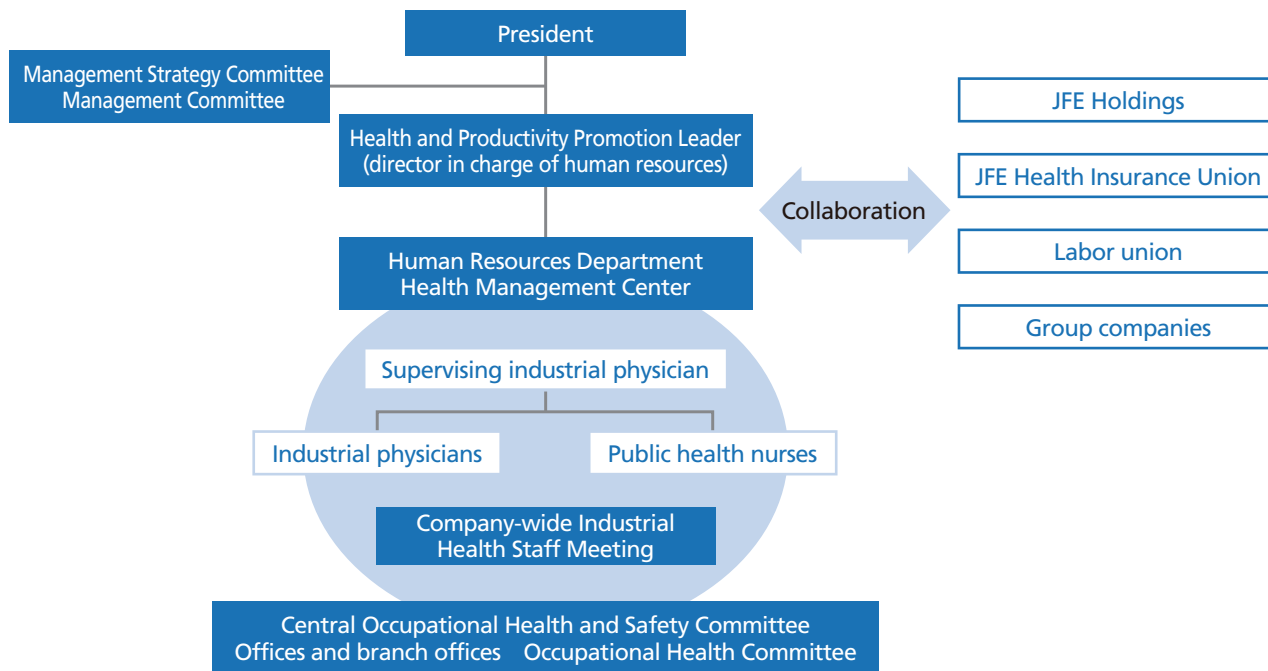 President
Management Strategy Committee
Management Committee
Health and Productivity Promotion Leader
(director in charge of human resources)
Human Resources Department
Health Management Center
Supervising industrial physician
Industrial physicians
Public health nurses
Company-wide Industrial
Health Staff Meeting
Central Occupational Health and Safety Committee
Offices and branch offices Occupational Health Committee
Collaboration
JFE Holdings
JFE Health Insurance Union
Labor union
Group companies